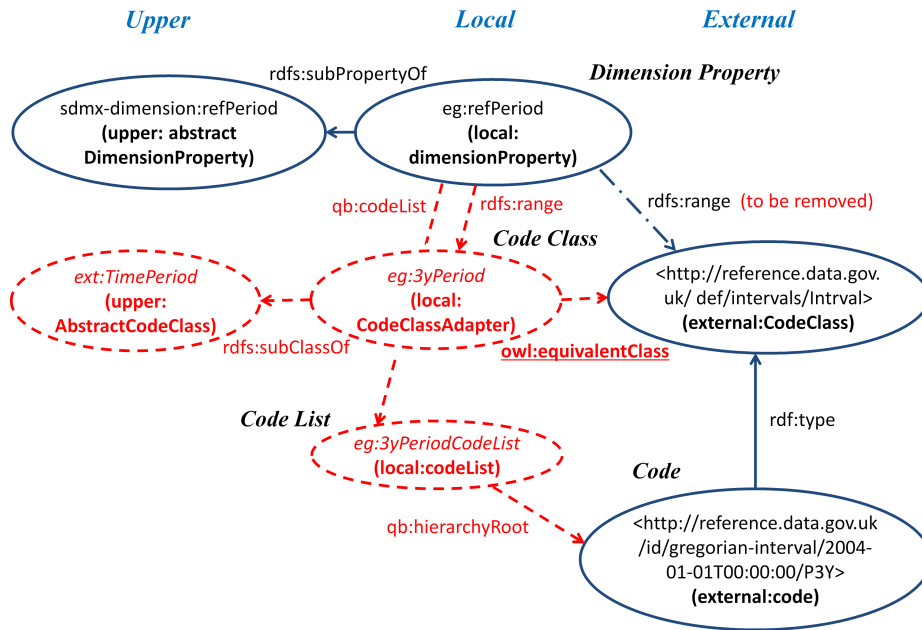 Upper
Local
External
rdfs:subPropertyOf
Dimension Property
sdmx-dimension:refPeriod
(upper: abstract
DimensionProperty)
eg:refPeriod
(local:
dimensionProperty)
qb:codeList
rdfs:range
rdfs:range (to be removed)
Code Class
ext:TimePeriod
(upper:
AbstractCodeClass)
eg:3yPeriod
(local:
CodeClassAdapter)
<http://reference.data.gov.
uk/ def/intervals/Intrval>
(external:CodeClass)
rdfs:subClassOf
owl:equivalentClass
Code List
eg:3yPeriodCodeList
(local:codeList)
rdf:type
Code
qb:hierarchyRoot
<http://reference.data.gov.uk
/id/gregorian-interval/2004-
01-01T00:00:00/P3Y>
(external:code)